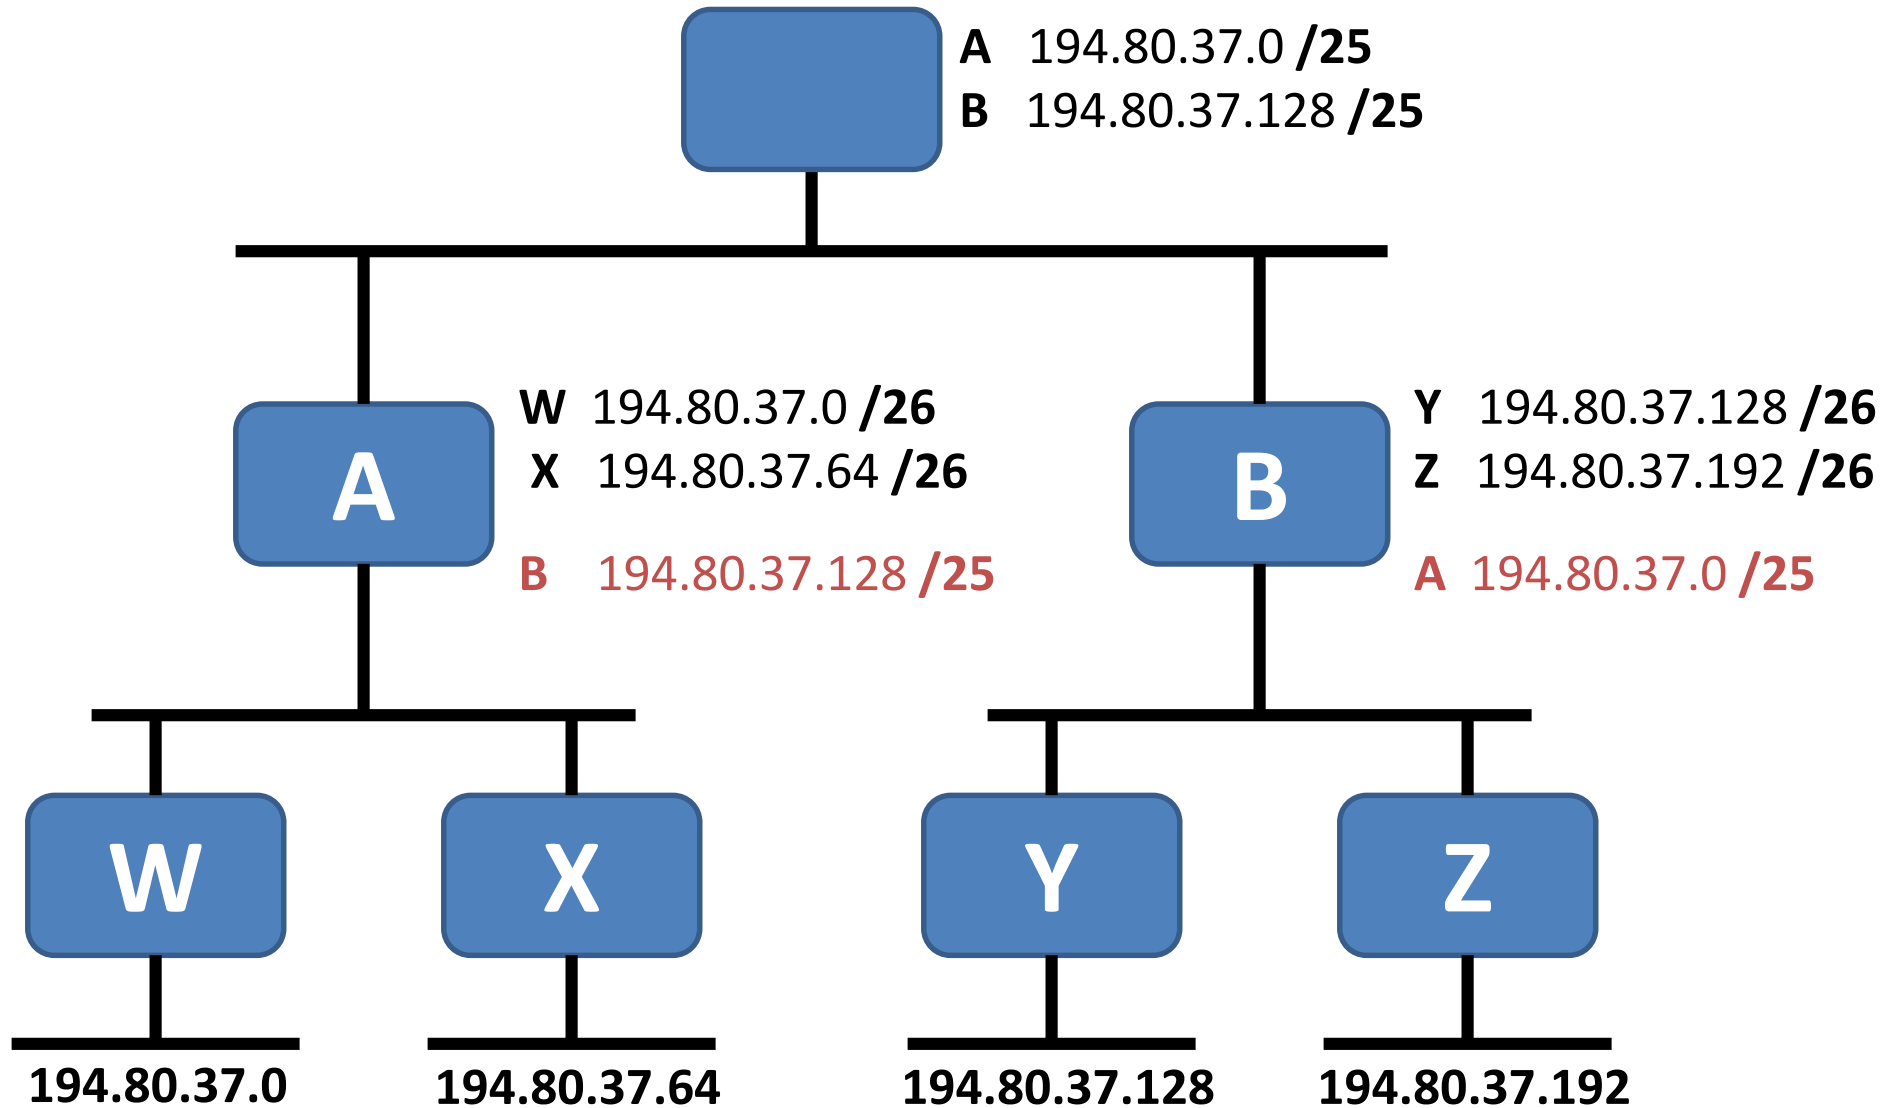 A 194.80.37.0 /25
B 194.80.37.128 /25
A
W 194.80.37.0 /26
X 194.80.37.64 /26
B 194.80.37.128 /25
B
Y 194.80.37.128 /26
Z 194.80.37.192 /26
A 194.80.37.0 /25
W
X
Y
Z
194.80.37.0
194.80.37.64
194.80.37.128
194.80.37.192